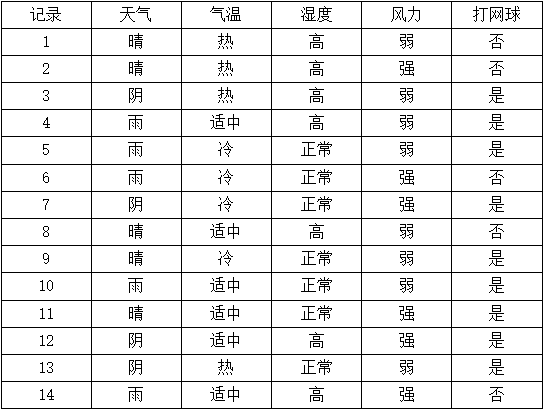 记录 天气 气温 湿度 风力 打网球
1 晴 热 高 弱 否
2 晴 热 高 强 否
3 阴 热 高 弱 是
4 雨 适中 高 弱 是
5 雨 冷 正常 弱 是
6 雨 冷 正常 强 否
7 阴 冷 正常 强 是
8 晴 适中 高 弱 否
9 晴 冷 正常 弱 是
10 雨 适中 正常 弱 是
11 晴 适中 正常 强 是
12 阴 适中 高 强 是
13 阴 热 正常 弱 是
14 雨 适中 高 强 否